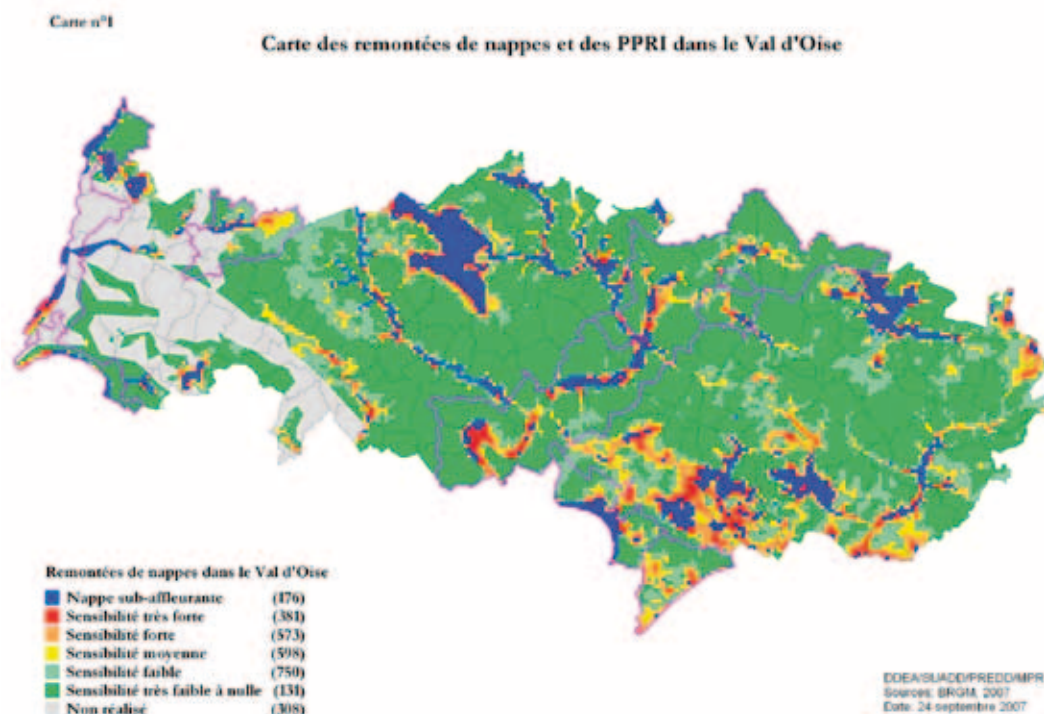 Carte n°1
Carte des remontées de nappes et des PPRI dans le Val d'Oise
Remontées de nappes dans le Val d'Oise
Nappe sub-affleurante (176)
Sensibilité très forte (381)
Sensibilité forte (573)
Sensibilité moyenne (598)
Sensibilité faible (750)
Sensibilité très faible à nulle (131)
Non réalisé (308)
DDEA/SUADD/PREDD/MPR
Sources: BRGM, 2007
Date: 24 septembre 2007